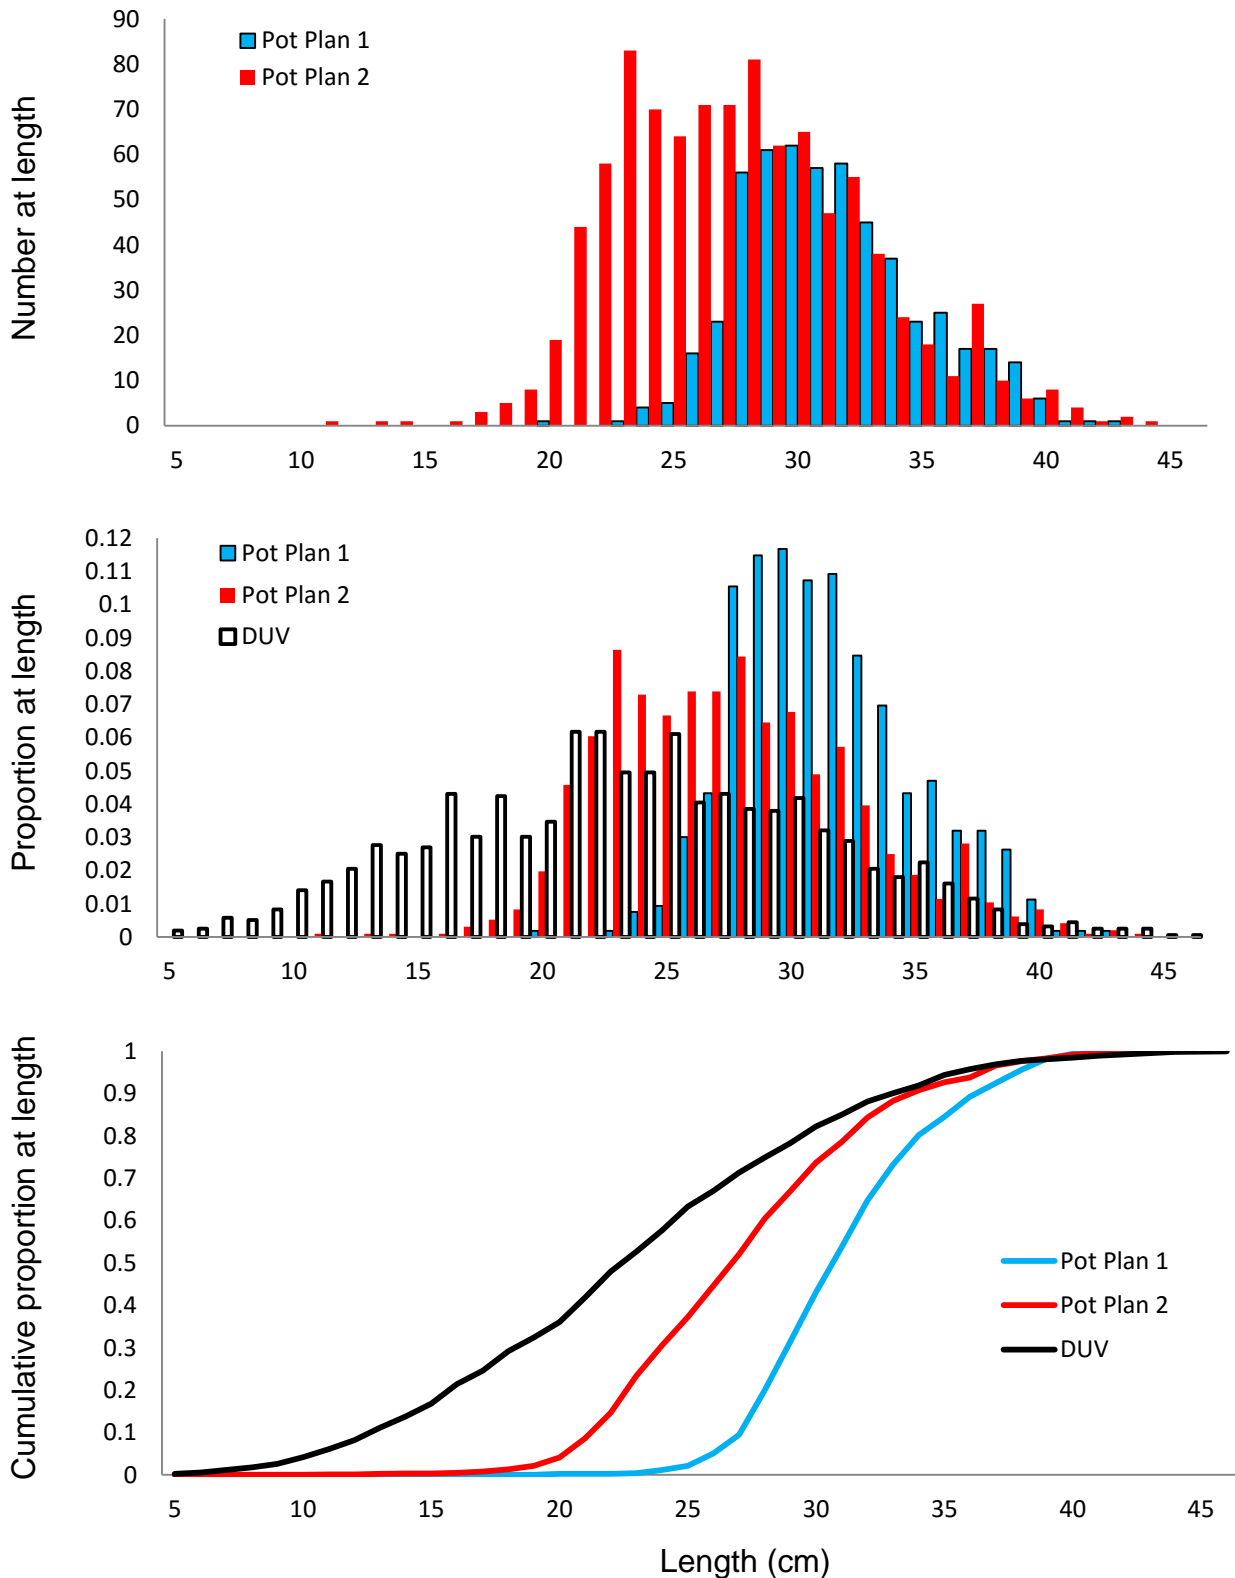 Number at length
90
80
70
60
50
40
30
20
10
0
Pot Plan 1
Pot Plan 2
5 10 15 20 25 30 35 40 45
Proportion at length
0.12
0.11
0.1
0.09
0.08
0.07
0.06
0.05
0.04
0.03
0.02
0.01
0
Pot Plan 1
Pot Plan 2
DUV
5 10 15 20 25 30 35 40 45
Cumulative proportion at length
1
0.9
0.8
0.7
0.6
0.5
0.4
0.3
0.2
0.1
0
Pot Plan 1
Pot Plan 2
DUV
5 10 15 20 25 30 35 40 45
Length (cm)